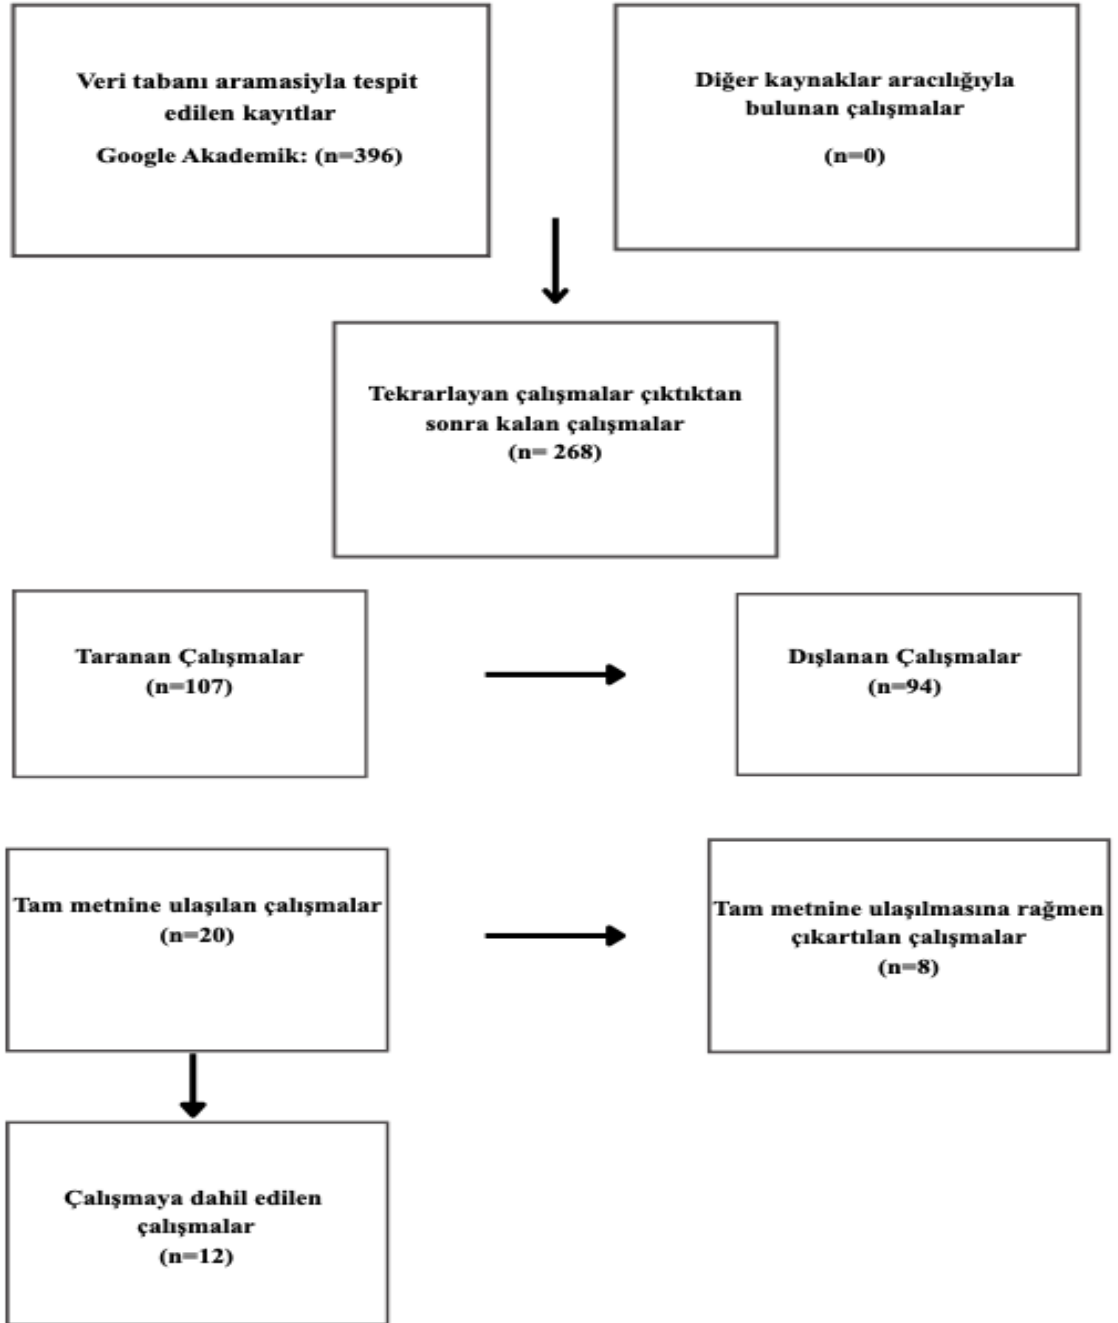 Veri tabanı aramasiyla tespit
edilen kayıtlar
Google Akademik: (n=396)
Diğer kaynaklar aracılığıyla
bulunan çalışmalar
(n=0)
Tekrarlayan çalışmalar çıktıktan
sonra kalan çalışmalar
(n= 268)
Taranan Çalışmalar
(n=107)
Dışlanan Çalışmalar
(n=94)
Tam metnine ulaşılan çalışmalar
(n=20)
Tam metnine ulaşılmasına rağmen
çıkartılan çalışmalar
(n=8)
Çalışmaya dahil edilen
çalışmalar
(n=12)